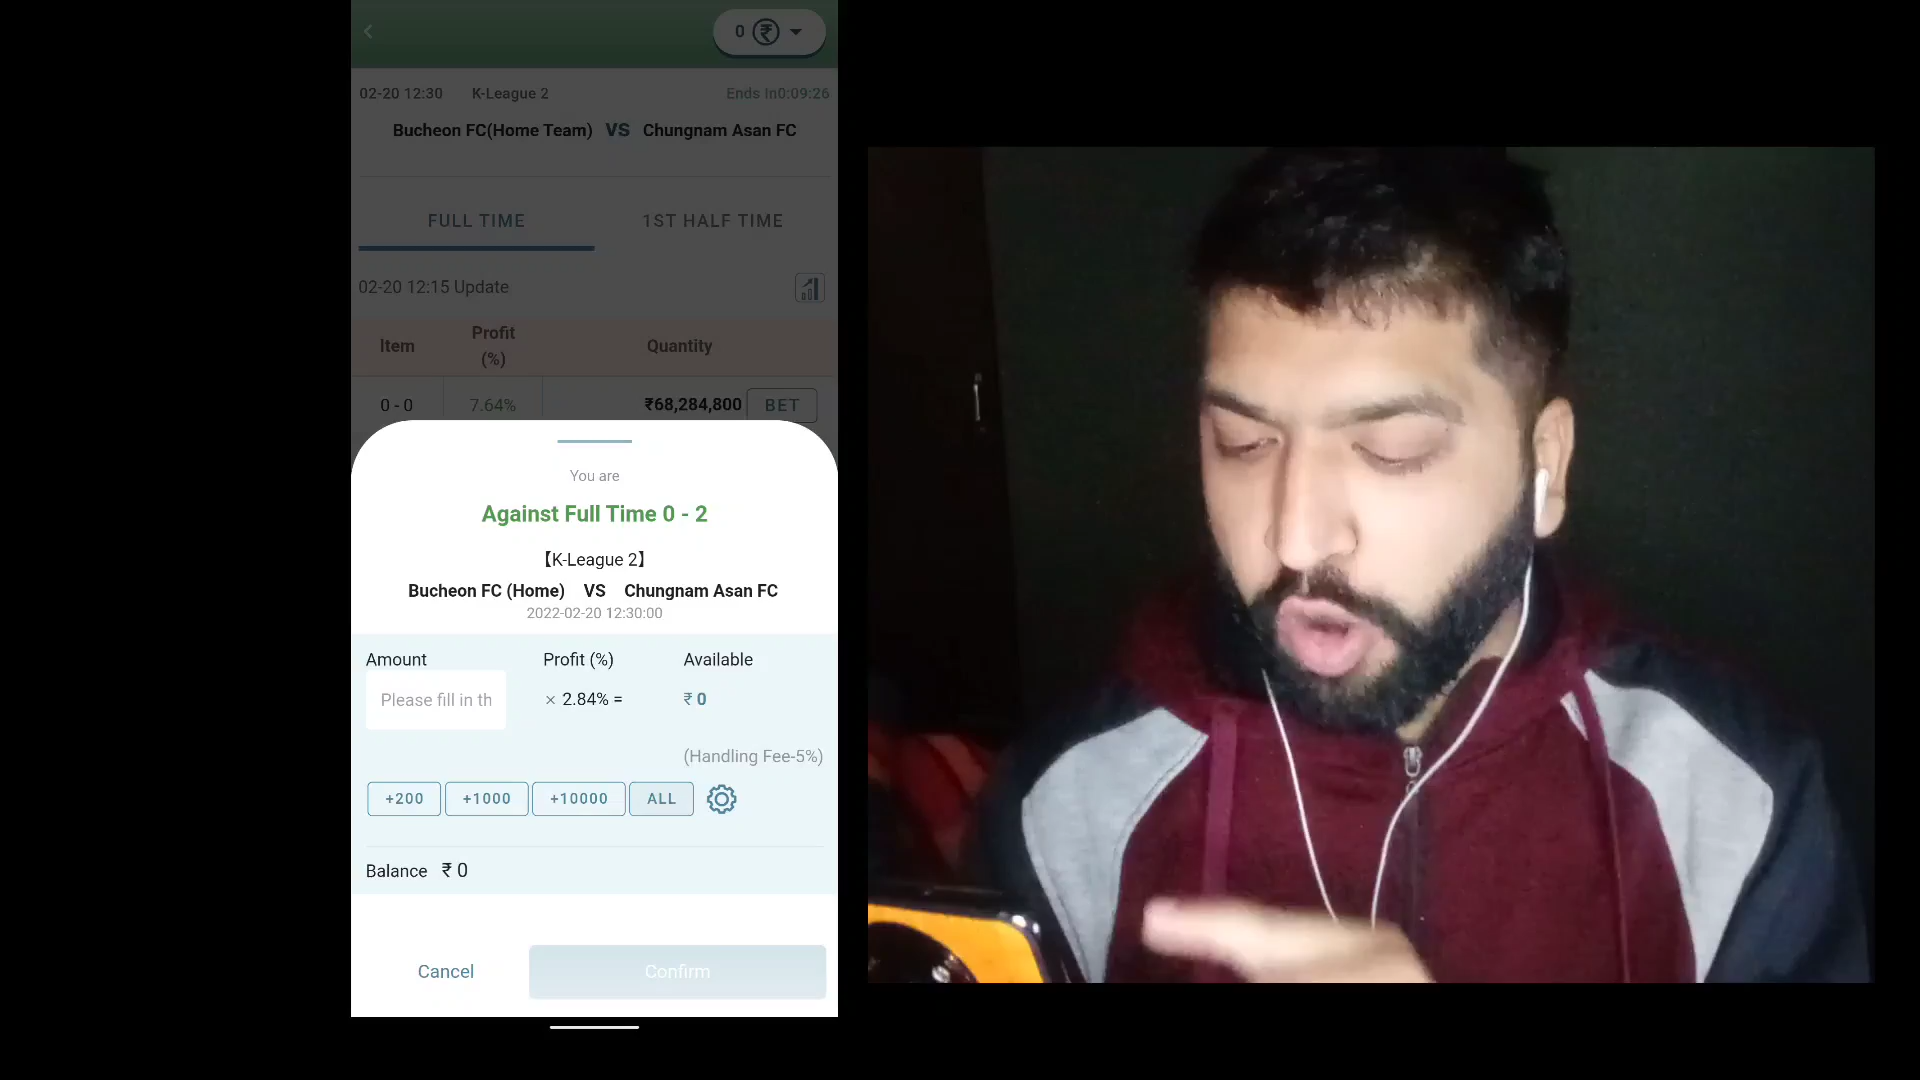 0 ₹
02-20 12:30 K-League 2 Ends In0:09:26
Bucheon FC(Home Team) VS Chungnam Asan FC
FULL TIME 1ST HALF TIME
02-20 12:15 Update
Item Profit (%) Quantity
0 - 0 7.64% ₹68,284,800 BET
You are
Against Full Time 0 - 2
【K-League 2】
Bucheon FC (Home) VS Chungnam Asan FC
2022-02-20 12:30:00
Amount Profit (%) Available
Please fill in th × 2.84% = ₹ 0
(Handling Fee-5%)
+200 +1000 +10000 ALL
Balance ₹ 0
Cancel Confirm